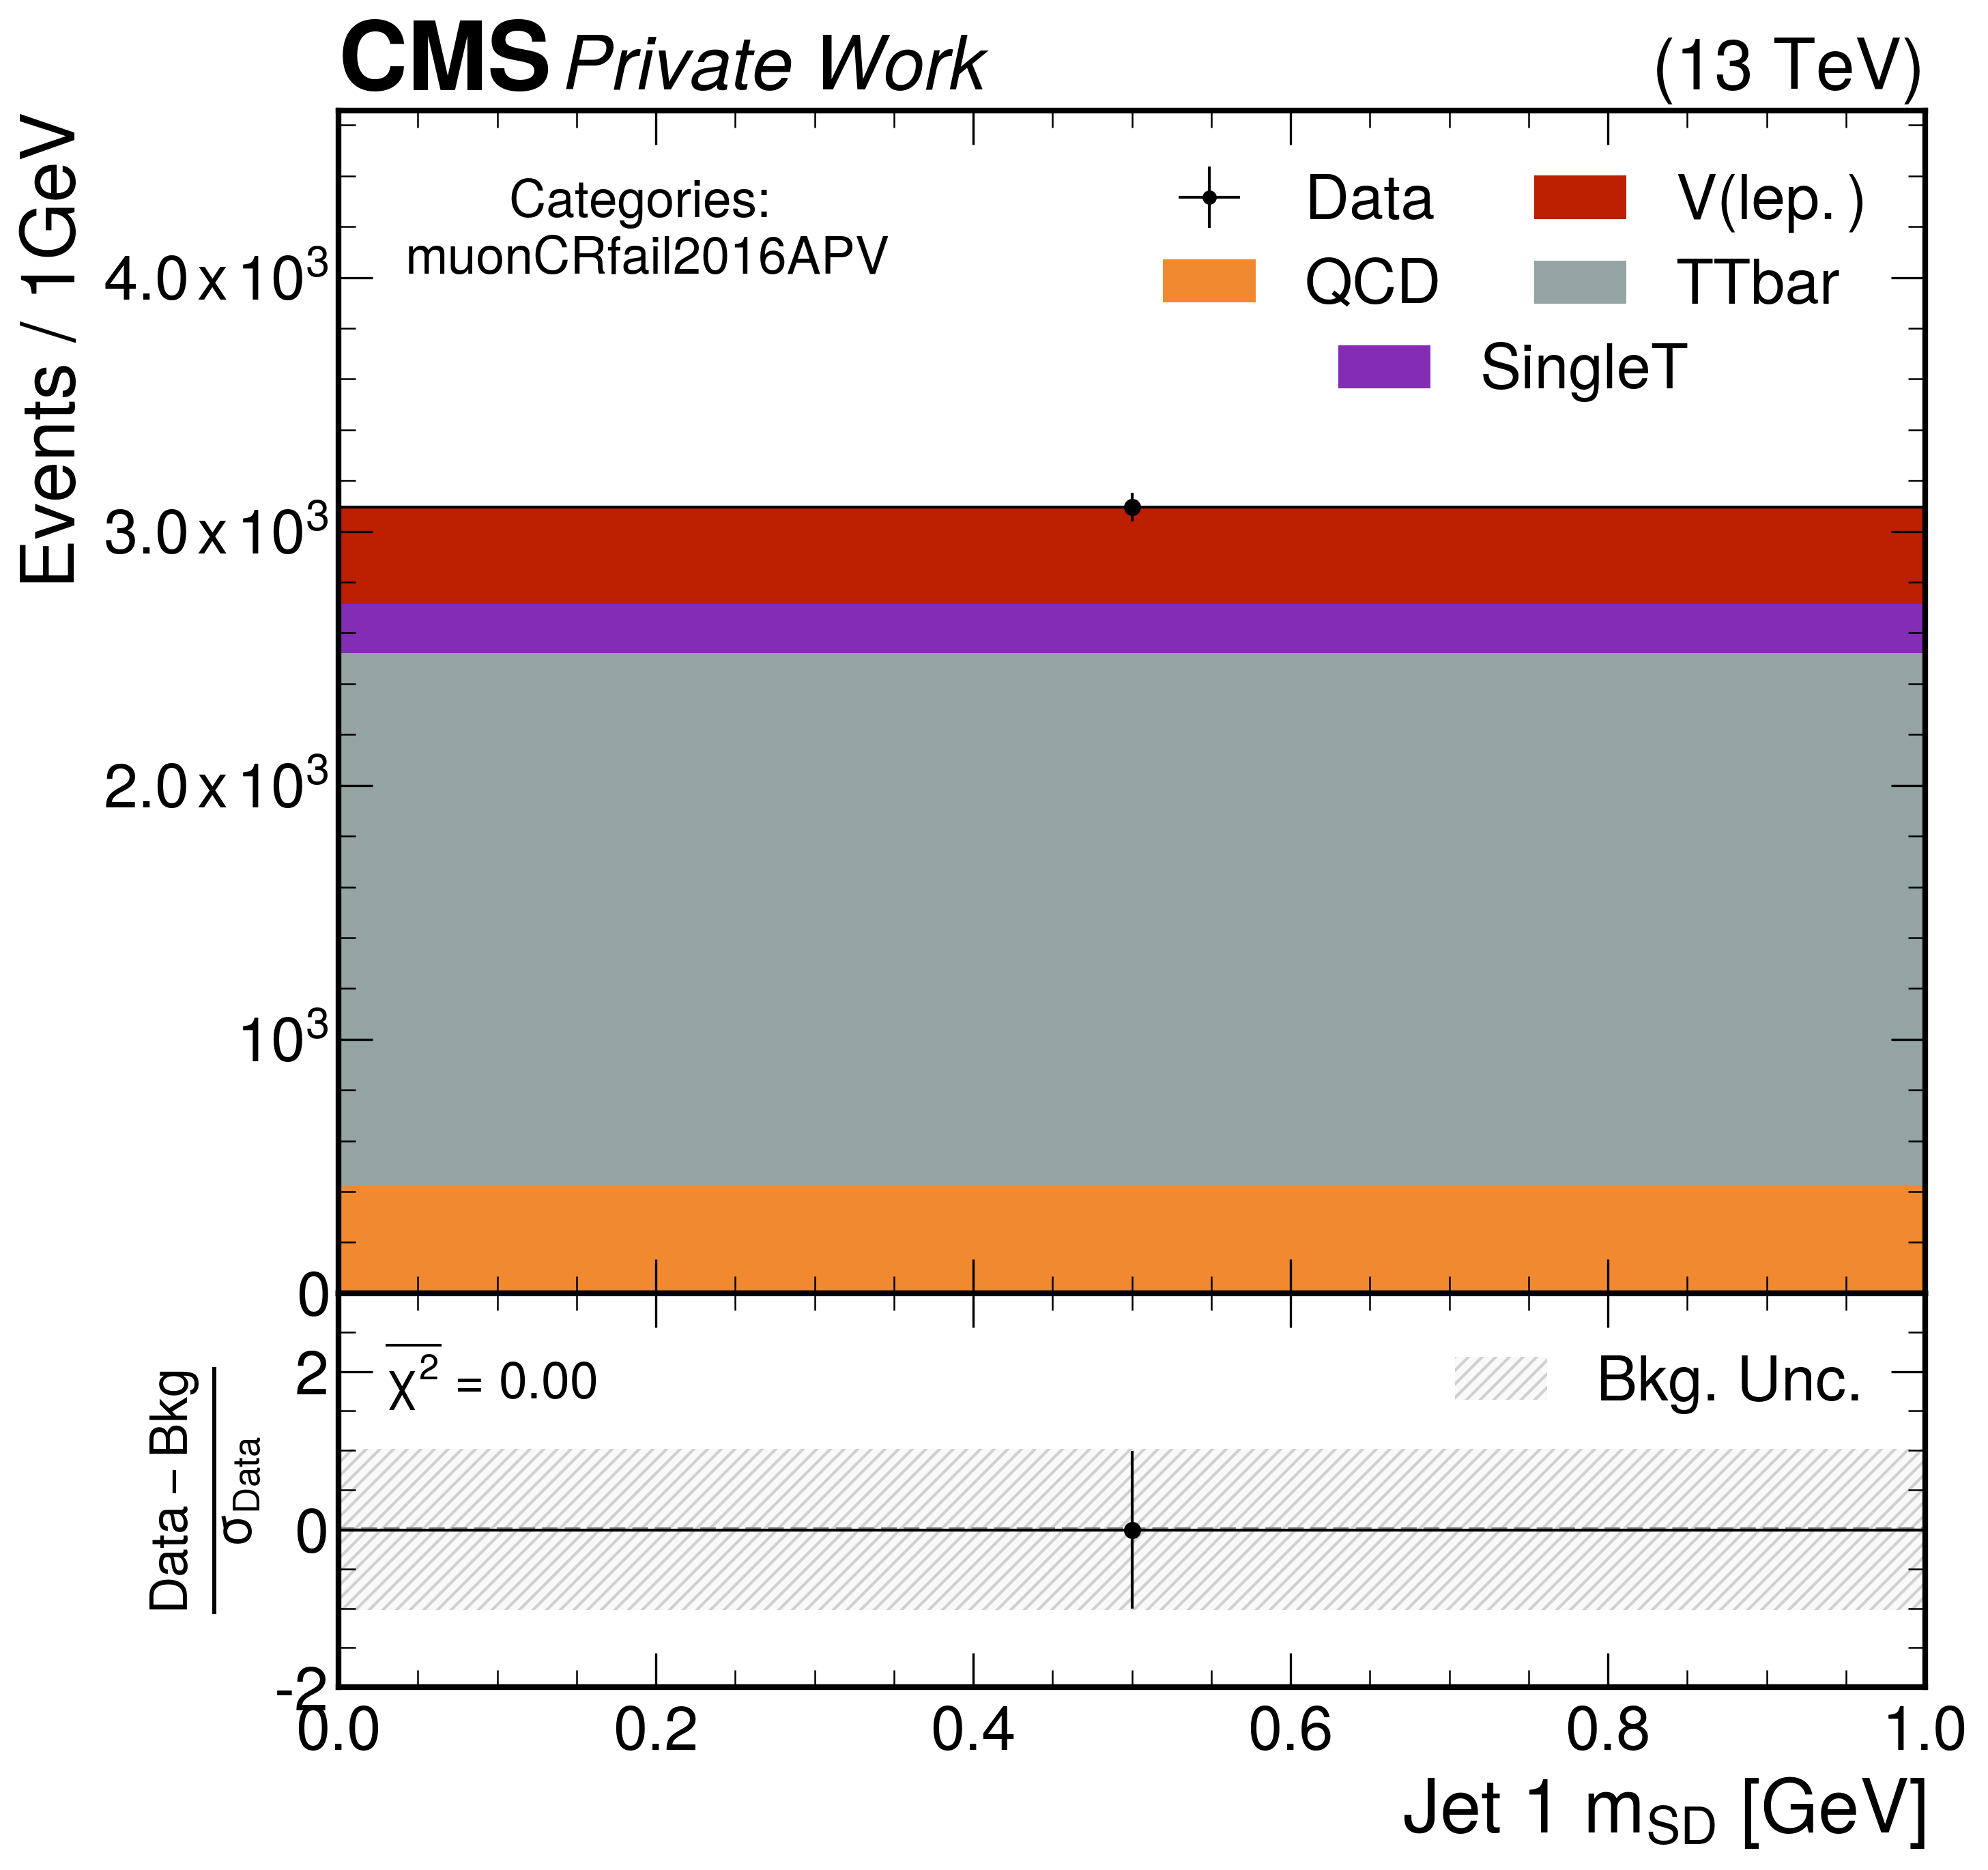 CMS Private Work (13 TeV)
Events / 1GeV
Categories:
muonCRfail2016APV
Data V(lep.)
QCD TTbar
SingleT
4.0 x 10³
3.0 x 10³
2.0 x 10³
10³
0
Data – Bkg
σ_Data
2
0
-2
χ² = 0.00
Bkg. Unc.
0.0 0.2 0.4 0.6 0.8 1.0
Jet 1 m_SD [GeV]